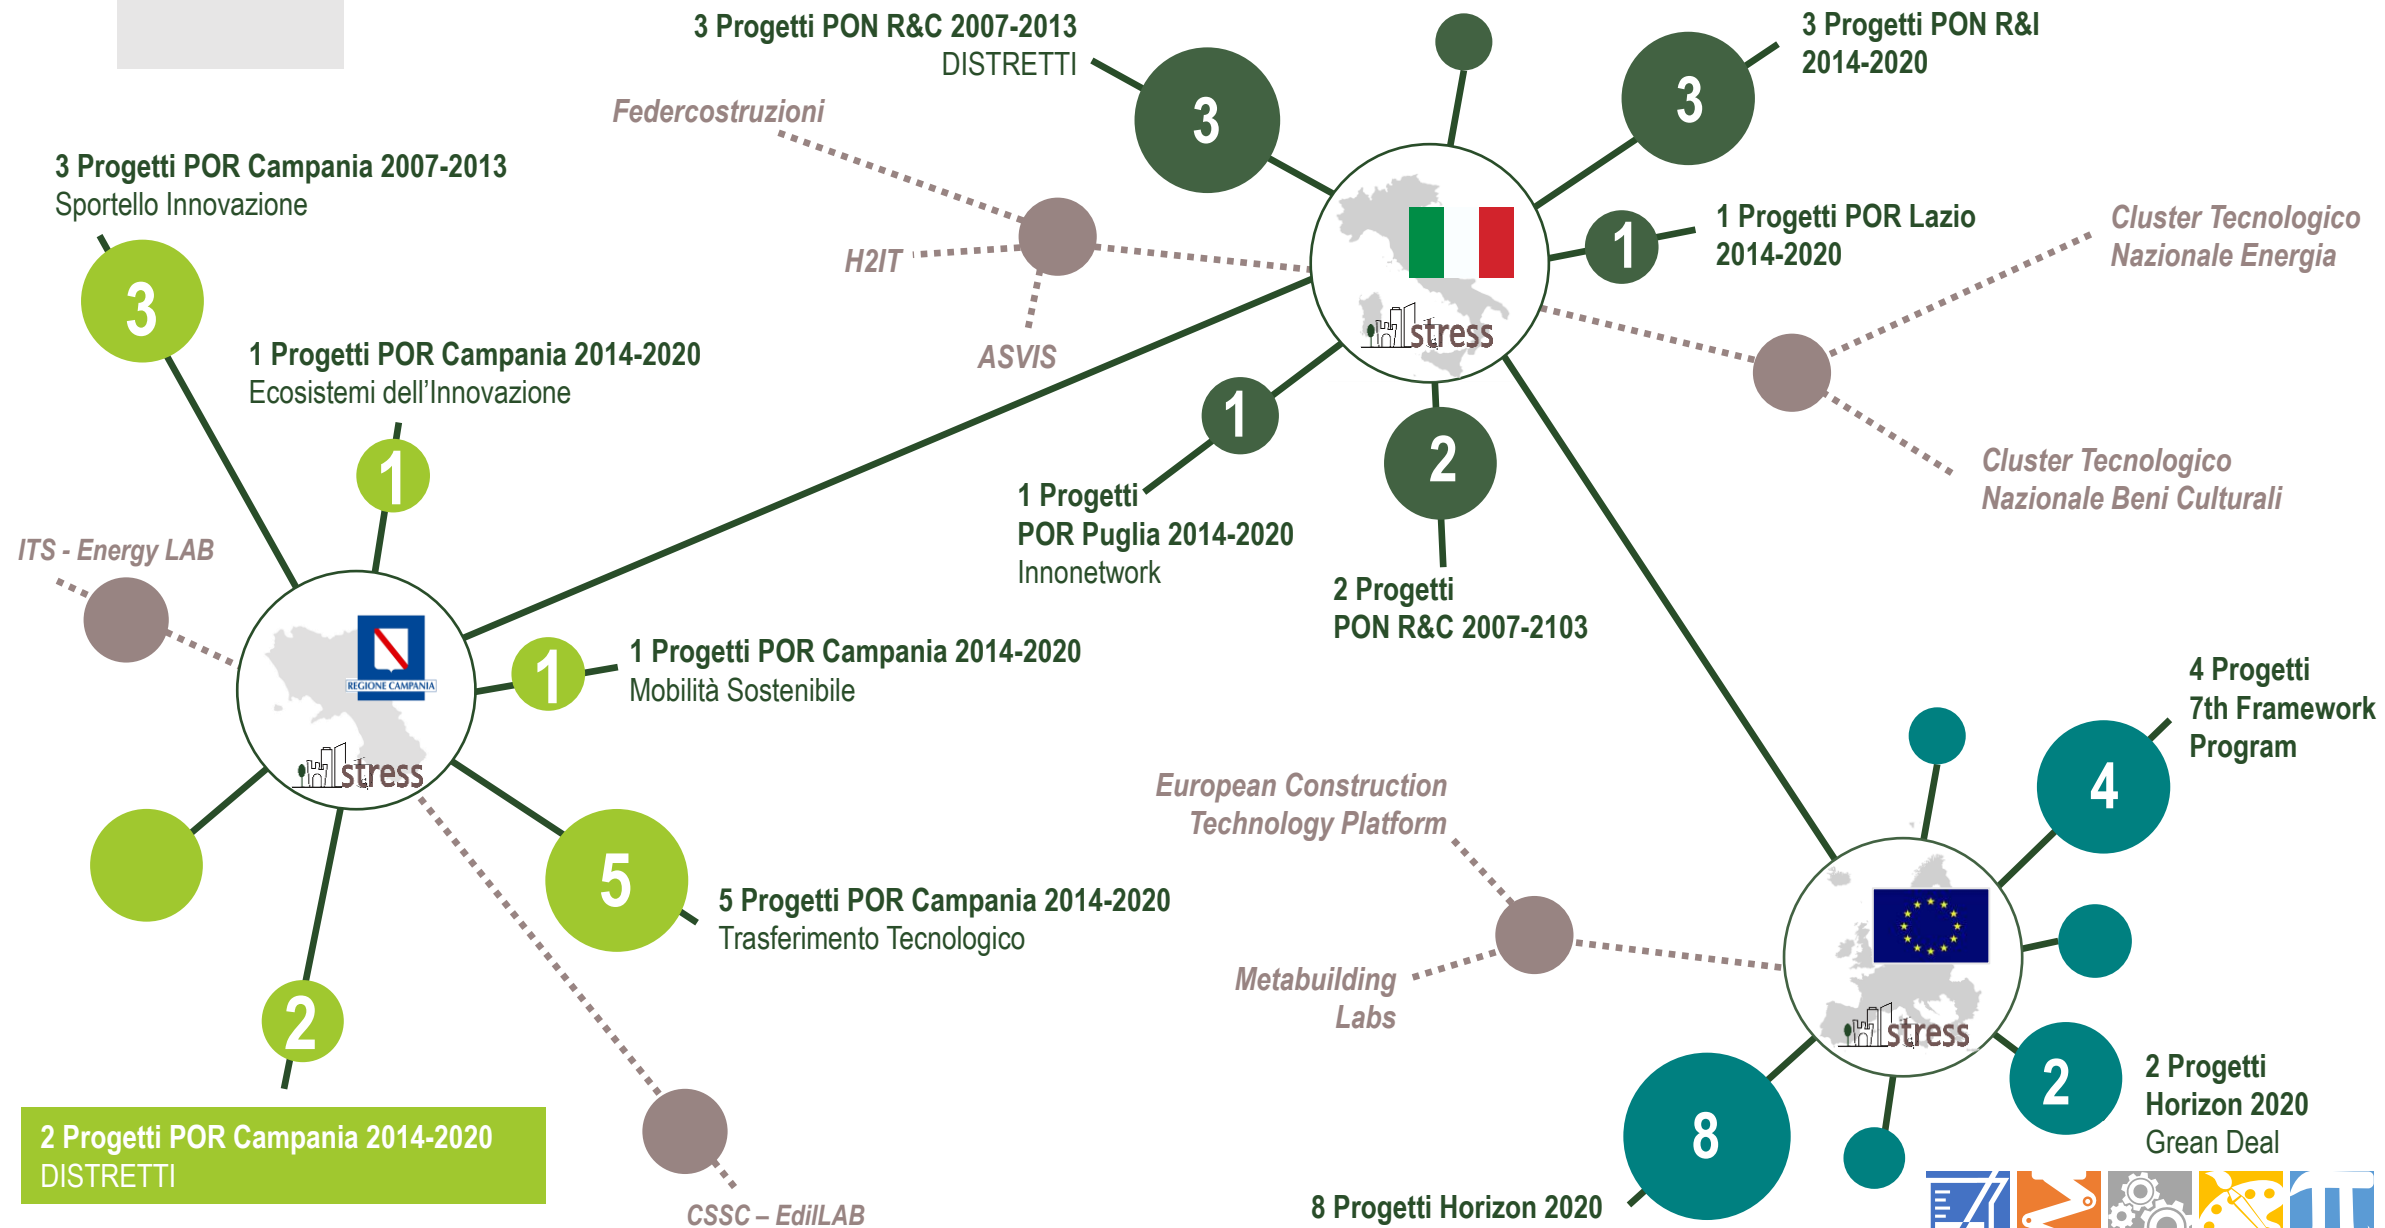 3 Progetti PON R&C 2007-2013
DISTRETTI
3
3 Progetti PON R&I
2014-2020
3
Federcostruzioni
H2IT
ASVIS
3 Progetti POR Campania 2007-2013
Sportello Innovazione
3
1 Progetti POR Lazio
2014-2020
1
Cluster Tecnologico
Nazionale Energia
stress
1 Progetti POR Campania 2014-2020
Ecosistemi dell'Innovazione
1
1
2
Cluster Tecnologico
Nazionale Beni Culturali
1 Progetti
POR Puglia 2014-2020
Innonetwork
2 Progetti
PON R&C 2007-2103
ITS - Energy LAB
REGIONE CAMPANIA
stress
1
1 Progetti POR Campania 2014-2020
Mobilità Sostenibile
4 Progetti
7th Framework
Program
4
European Construction
Technology Platform
Metabuilding
Labs
5
5 Progetti POR Campania 2014-2020
Trasferimento Tecnologico
stress
2
2 Progetti POR Campania 2014-2020
DISTRETTI
CSSC – EdilLAB
8
8 Progetti Horizon 2020
2
2 Progetti
Horizon 2020
Grean Deal